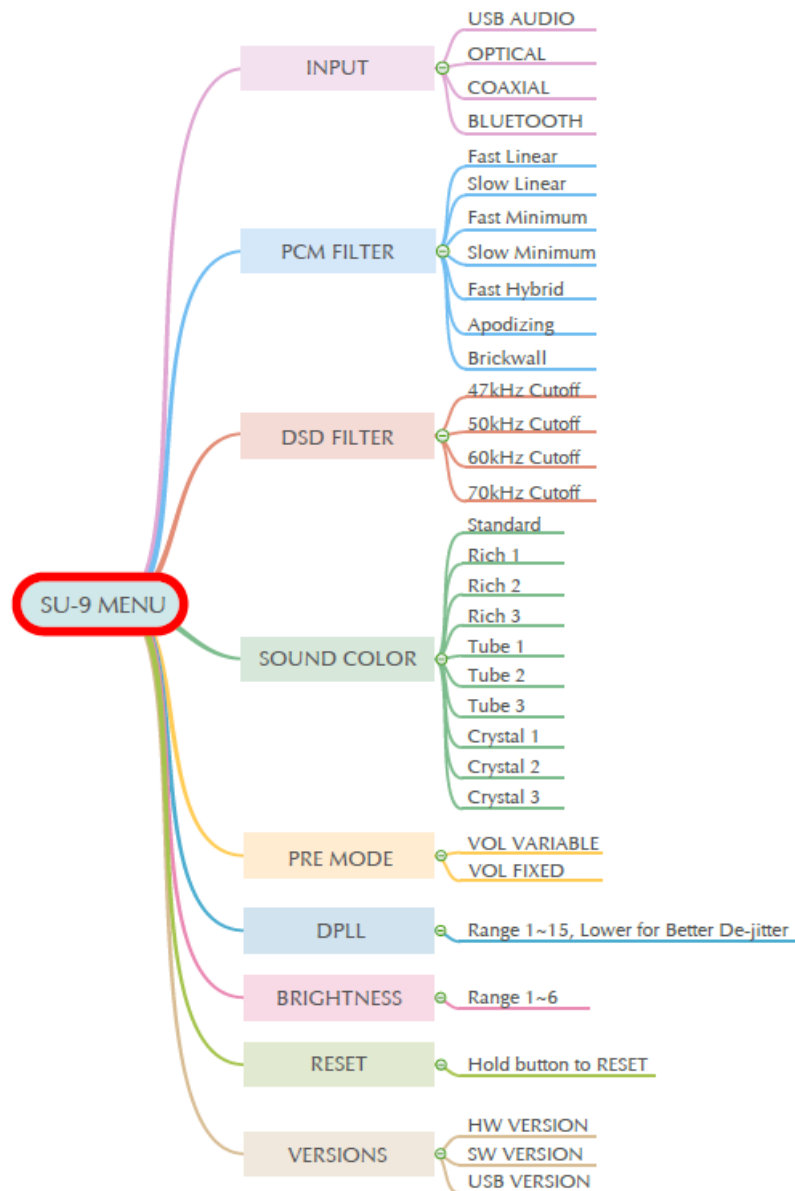 SU-9 MENU
INPUT
USB AUDIO
OPTICAL
COAXIAL
BLUETOOTH
PCM FILTER
Fast Linear
Slow Linear
Fast Minimum
Slow Minimum
Fast Hybrid
Apodizing
Brickwall
DSD FILTER
47kHz Cutoff
50kHz Cutoff
60kHz Cutoff
70kHz Cutoff
SOUND COLOR
Standard
Rich 1
Rich 2
Rich 3
Tube 1
Tube 2
Tube 3
Crystal 1
Crystal 2
Crystal 3
PRE MODE
VOL VARIABLE
VOL FIXED
DPLL
Range 1~15, Lower for Better De-jitter
BRIGHTNESS
Range 1~6
RESET
Hold button to RESET
VERSIONS
HW VERSION
SW VERSION
USB VERSION